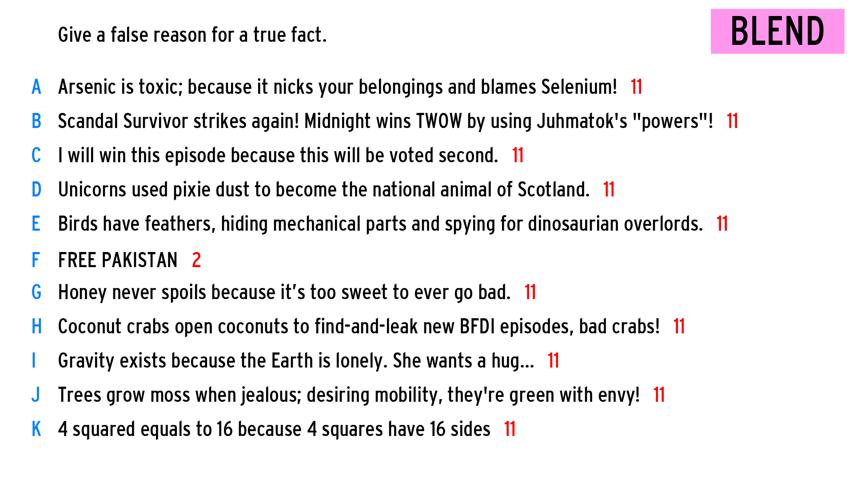 Give a false reason for a true fact.
BLEND
A Arsenic is toxic; because it nicks your belongings and blames Selenium! 11
B Scandal Survivor strikes again! Midnight wins TWOW by using Juhmatok's "powers"! 11
C I will win this episode because this will be voted second. 11
D Unicorns used pixie dust to become the national animal of Scotland. 11
E Birds have feathers, hiding mechanical parts and spying for dinosaurian overlords. 11
F FREE PAKISTAN 2
G Honey never spoils because it’s too sweet to ever go bad. 11
H Coconut crabs open coconuts to find-and-leak new BFDI episodes, bad crabs! 11
I Gravity exists because the Earth is lonely. She wants a hug... 11
J Trees grow moss when jealous; desiring mobility, they're green with envy! 11
K 4 squared equals to 16 because 4 squares have 16 sides 11